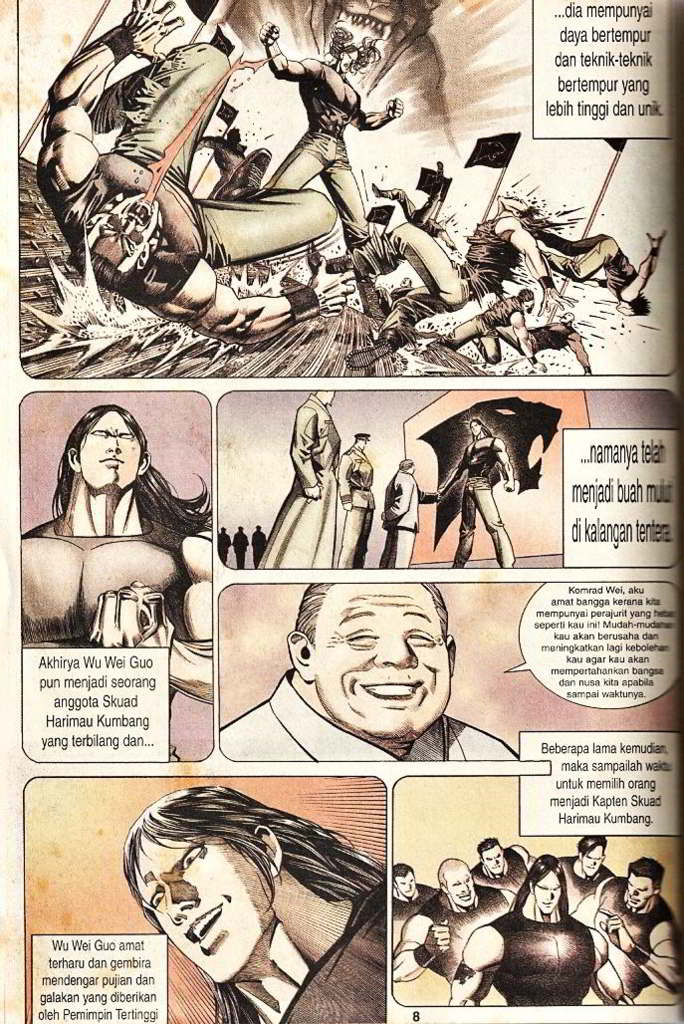 ...dia mempunyai
daya bertempur
dan teknik-teknik
bertempur yang
lebih tinggi dan unik.
...namanya telah
menjadi buah mulut
di kalangan tentera.
Akhirya Wu Wei Guo
pun menjadi seorang
anggota Skuad
Harimau Kumbang
yang terbilang dan...
Komrad Wei, aku
amat bangga kerana kita
mempunyai perajurit yang hebat
seperti kau ini! Mudah-mudahan
kau akan berusaha dan
meningkatkan lagi kebolehan
kau agar kau akan
mempertahankan bangsa
dan nusa kita apabila
sampai waktunya.
Beberapa lama kemudian,
maka sampailah waktu
untuk memilih orang
menjadi Kapten Skuad
Harimau Kumbang.
Wu Wei Guo amat
terharu dan gembira
mendengar pujian dan
galakan yang diberikan
oleh Pemimpin Tertinggi
8